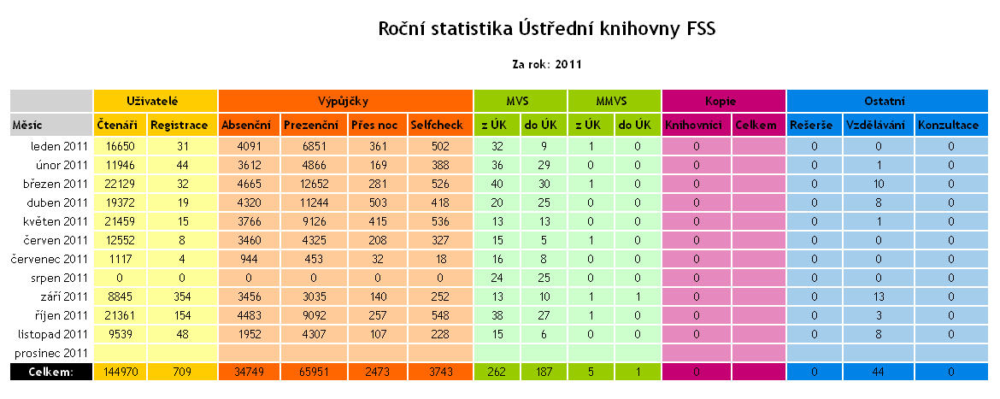 Roční statistika Ústřední knihovny FSS
Za rok: 2011
Uživatelé Výpůjčky MVS MMVS Kopie Ostatní
Měsíc Čtenáři Registrace Absenční Prezenční Přes noc Selfcheck z ÚK do ÚK z ÚK do ÚK Knihovníci Celkem Rešerše Vzdělávání Konzultace
leden 2011 16650 31 4091 6851 361 502 32 9 1 0 0 0 0 0
únor 2011 11946 44 3612 4866 169 388 36 29 0 0 0 0 1 0
březen 2011 22129 32 4665 12652 281 526 40 30 1 0 0 0 10 0
duben 2011 19372 19 4320 11244 503 418 20 25 0 0 0 0 8 0
květen 2011 21459 15 3766 9126 415 536 13 13 0 0 0 0 1 0
červen 2011 12552 8 3460 4325 208 327 15 5 1 0 0 0 0 0
červenec 2011 1117 4 944 453 32 18 16 8 0 0 0 0 0 0
srpen 2011 0 0 0 0 0 0 24 25 0 0 0 0 0 0
září 2011 8845 354 3456 3035 140 252 13 10 1 1 0 0 13 0
říjen 2011 21361 154 4483 9092 257 548 38 27 1 0 0 0 3 0
listopad 2011 9539 48 1952 4307 107 228 15 6 0 0 0 0 8 0
prosinec 2011
Celkem: 144970 709 34749 65951 2473 3743 262 187 5 1 0 0 44 0